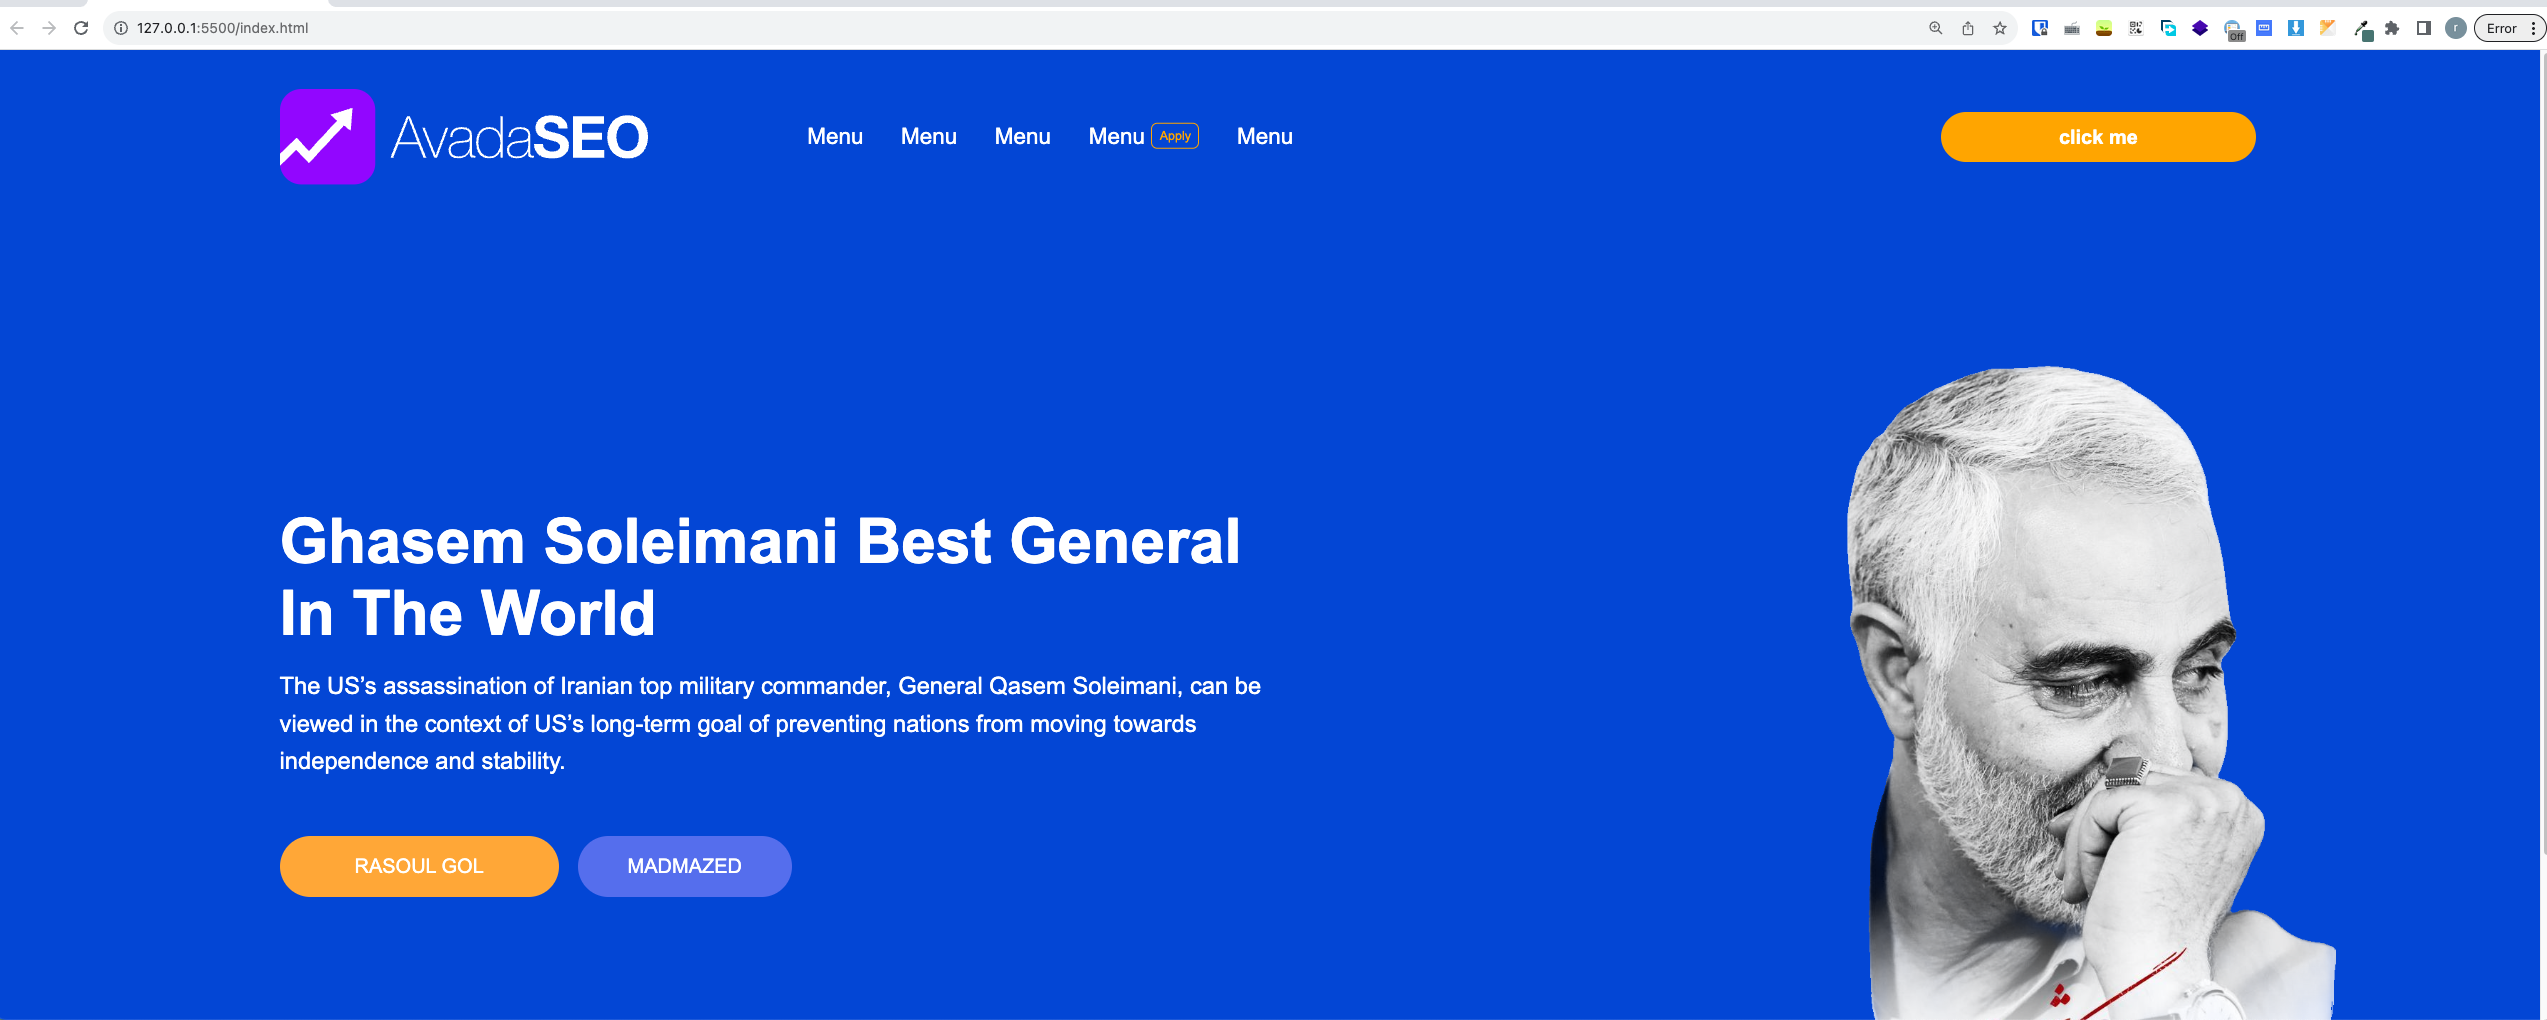 127.0.0.1:5500/index.html
Off
r
Error
AvadaSEO
Menu Menu Menu Menu Apply Menu
click me
Ghasem Soleimani Best General
In The World
The US’s assassination of Iranian top military commander, General Qasem Soleimani, can be
viewed in the context of US’s long-term goal of preventing nations from moving towards
independence and stability.
RASOUL GOL MADMAZED